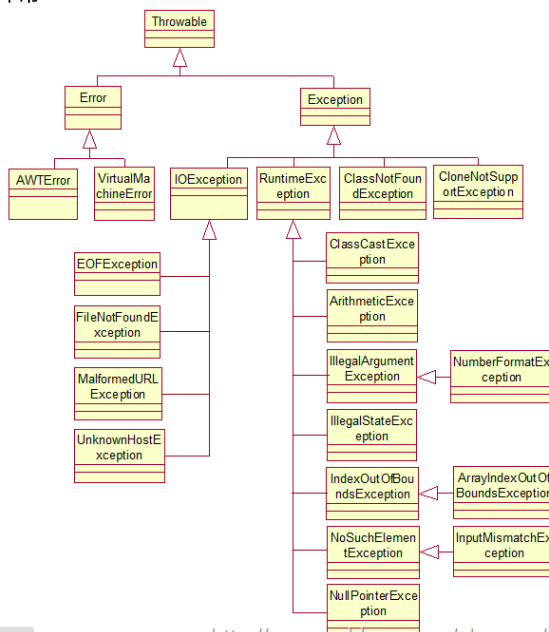 Throwable
Error
Exception
AWTError
VirtualMa
chineError
IOException
RuntimeExc
eption
ClassNotFoun
dException
CloneNotSupp
ortException
EOFException
FileNotFoundE
xception
MalformedURL
Exception
UnknownHostE
xception
ClassCastExce
ption
ArithmeticExce
ption
IllegalArgument
Exception
NumberFormatEx
ception
IllegalStateExc
eption
IndexOutOfBou
ndsException
ArrayIndexOutOf
BoundsException
NoSuchElemen
tException
InputMismatchEx
ception
NullPointerExce
ption